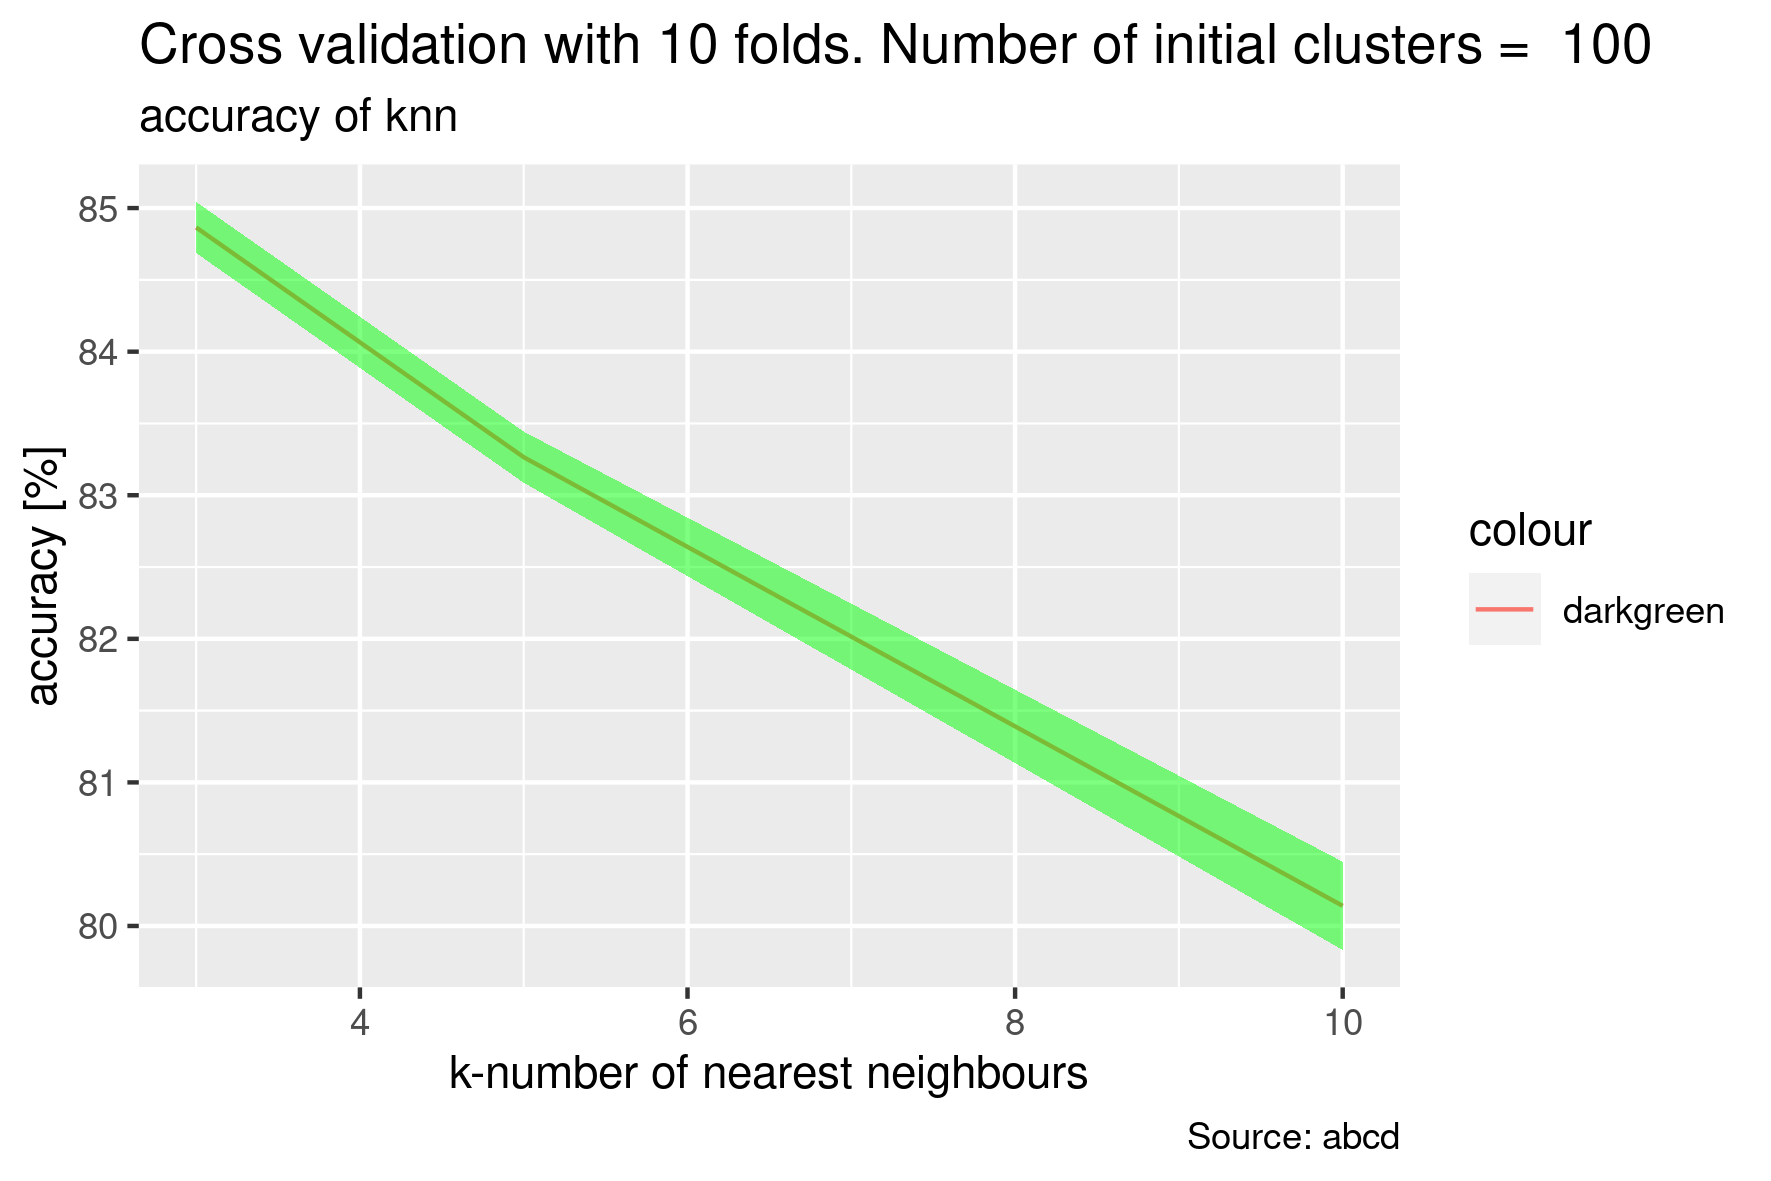 Cross validation with 10 folds. Number of initial clusters =  100
accuracy of knn
accuracy [%]
85
84
83
82
81
80
4 6 8 10
k-number of nearest neighbours
colour
darkgreen
Source: abcd